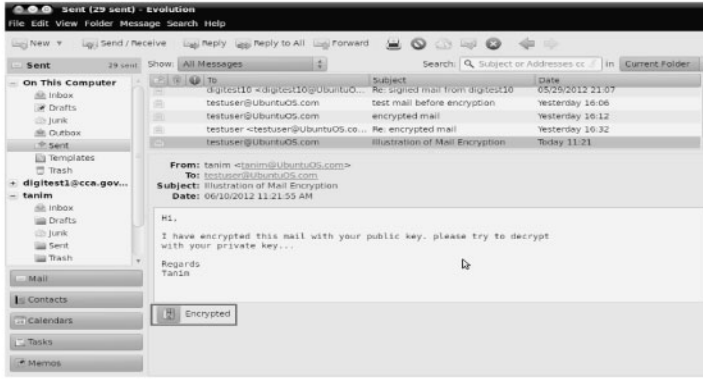 Sent (29 sent) - Evolution
File Edit View Folder Message Search Help
New Send / Receive Reply Reply to All Forward
Sent 29 sent Show: All Messages Search: Subject or Addresses cc in Current Folder
To Subject Date
digitest10 <digitest10@UbuntuO... Re: signed mail from digitest10 05/29/2012 21:07
testuser@UbuntuOS.com test mail before encryption Yesterday 16:06
testuser@UbuntuOS.com encrypted mail Yesterday 16:12
testuser <testuser@UbuntuOS.co... Re: encrypted mail Yesterday 16:32
testuser@UbuntuOS.com Illustration of Mail Encryption Today 11:21
On This Computer
Inbox
Drafts
Junk
Outbox
Sent
Templates
Trash
digitest1@cca.gov...
tanim
Inbox
Drafts
Junk
Sent
Trash
Mail
Contacts
Calendars
Tasks
Memos
From: tanim <tanim@UbuntuOS.com>
To: testuser@UbuntuOS.com
Subject: Illustration of Mail Encryption
Date: 06/10/2012 11:21:55 AM
Hi,
I have encrypted this mail with your public key. please try to decrypt
with your private key...
Regards
Tanim
Encrypted